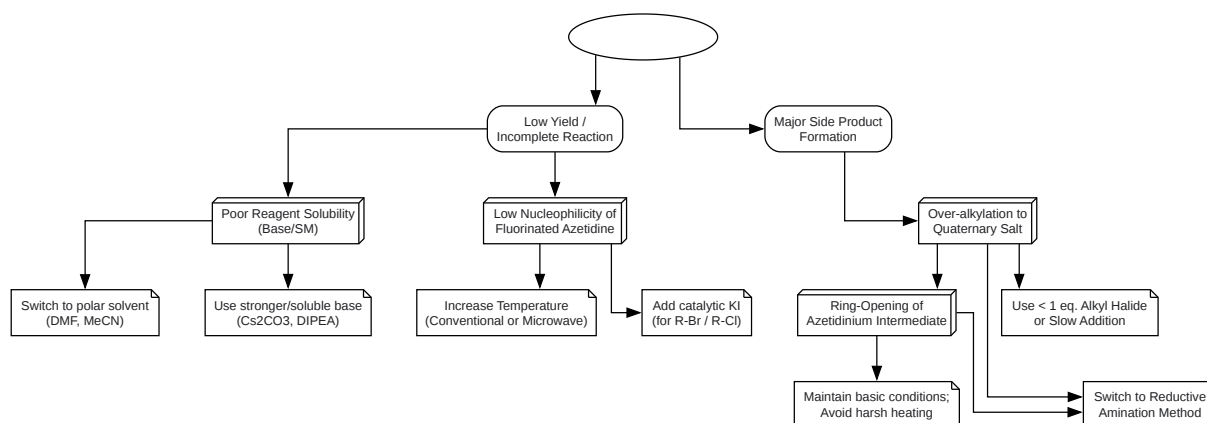 Low Yield /
Incomplete Reaction
Major Side Product
Formation
Poor Reagent Solubility
(Base/SM)
Low Nucleophilicity of
Fluorinated Azetidine
Over-alkylation to
Quaternary Salt
Switch to polar solvent
(DMF, MeCN)
Use stronger/soluble base
(Cs2CO3, DIPEA)
Increase Temperature
(Conventional or Microwave)
Add catalytic KI
(for R-Br / R-Cl)
Ring-Opening of
Azetidinium Intermediate
Use < 1 eq. Alkyl Halide
or Slow Addition
Maintain basic conditions;
Avoid harsh heating
Switch to Reductive
Amination Method